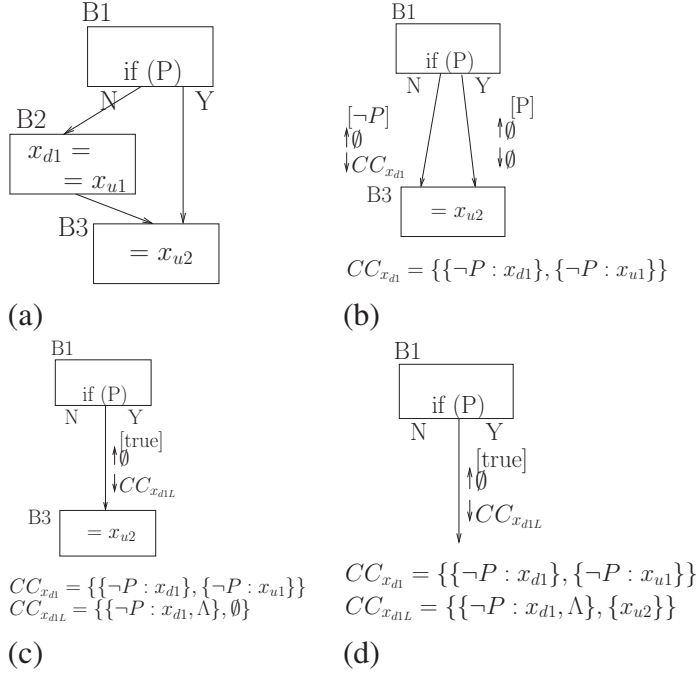 B1
if (P)
N Y
B2
x_{d1} =
= x_{u1}
B3
= x_{u2}
(a)
B1
if (P)
N Y
[¬P] [P]
↑∅ ↑∅
↓CC_{x_{d1}} ↓∅
B3
= x_{u2}
CC_{x_{d1}} = {{¬P : x_{d1}}, {¬P : x_{u1}}}
(b)
B1
if (P)
N Y
[true]
↑∅
↓CC_{x_{d1L}}
B3
= x_{u2}
CC_{x_{d1}} = {{¬P : x_{d1}}, {¬P : x_{u1}}}
CC_{x_{d1L}} = {{¬P : x_{d1}, Λ}, ∅}
(c)
B1
if (P)
N Y
[true]
↑∅
↓CC_{x_{d1L}}
CC_{x_{d1}} = {{¬P : x_{d1}}, {¬P : x_{u1}}}
CC_{x_{d1L}} = {{¬P : x_{d1}, Λ}, {x_{u2}}}
(d)